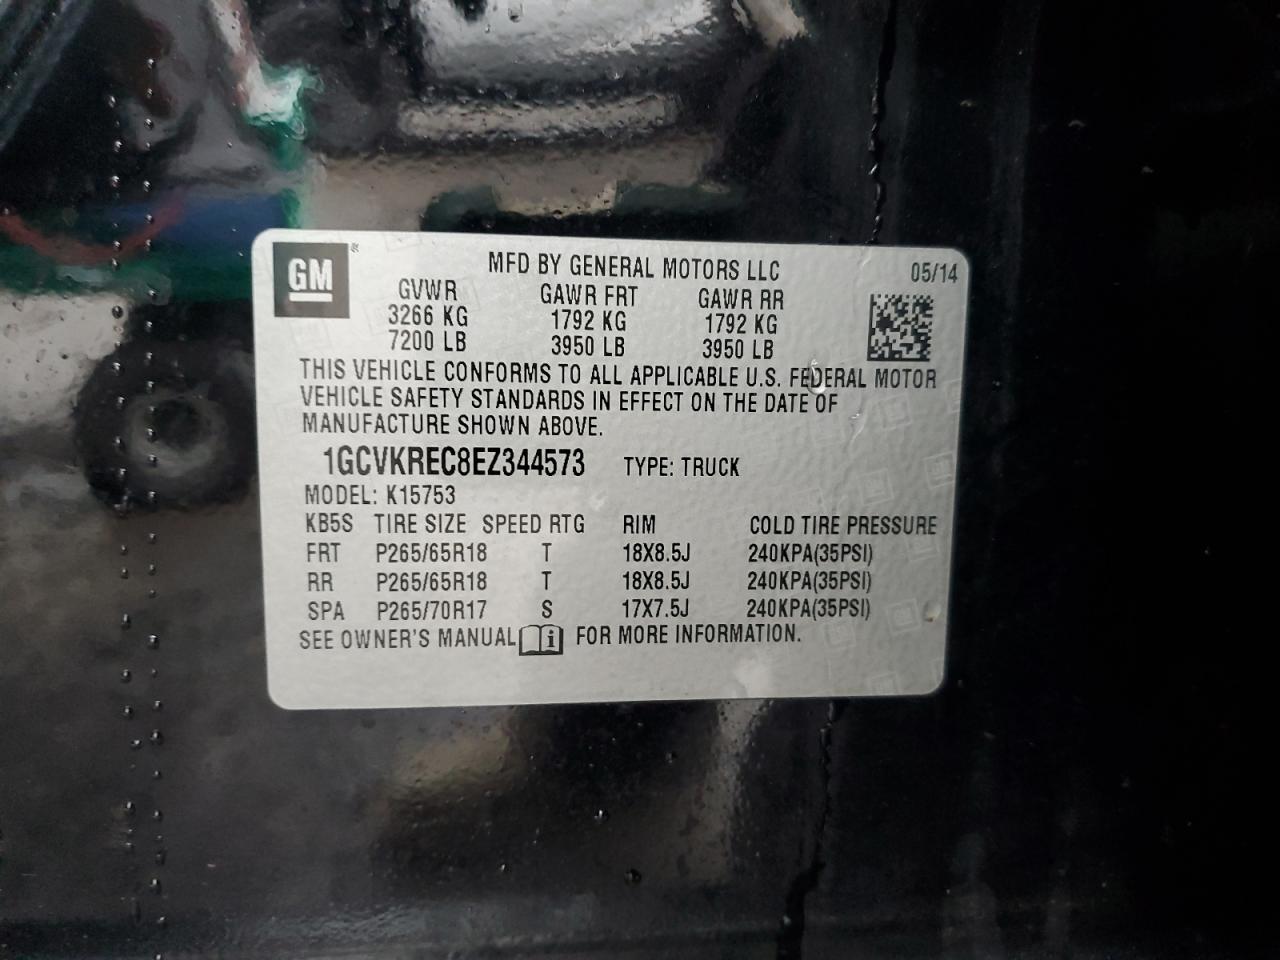 GM ®
MFD BY GENERAL MOTORS LLC 05/14
GVWR GAWR FRT GAWR RR
3266 KG 1792 KG 1792 KG
7200 LB 3950 LB 3950 LB
THIS VEHICLE CONFORMS TO ALL APPLICABLE U.S. FEDERAL MOTOR
VEHICLE SAFETY STANDARDS IN EFFECT ON THE DATE OF
MANUFACTURE SHOWN ABOVE.
1GCVKREC8EZ344573 TYPE: TRUCK
MODEL: K15753
KB5S TIRE SIZE SPEED RTG RIM COLD TIRE PRESSURE
FRT P265/65R18 T 18X8.5J 240KPA(35PSI)
RR P265/65R18 T 18X8.5J 240KPA(35PSI)
SPA P265/70R17 S 17X7.5J 240KPA(35PSI)
SEE OWNER'S MANUAL i FOR MORE INFORMATION.